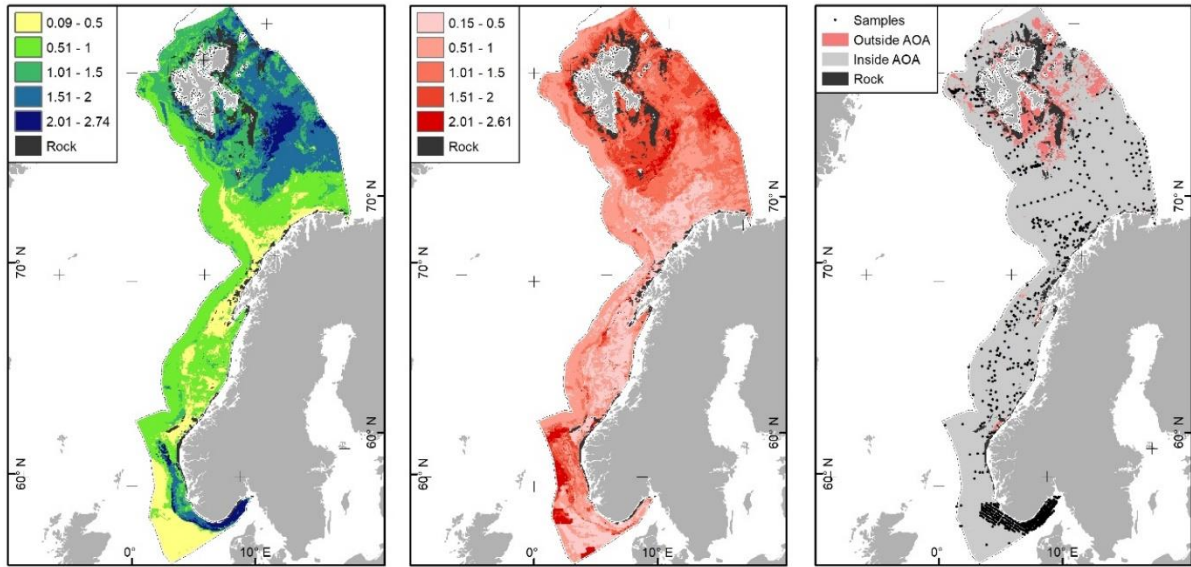 0.09 - 0.5
0.51 - 1
1.01 - 1.5
1.51 - 2
2.01 - 2.74
Rock
70° N
70° N
60° N
60° N
0°
10° E
0.15 - 0.5
0.51 - 1
1.01 - 1.5
1.51 - 2
2.01 - 2.61
Rock
70° N
70° N
60° N
60° N
0°
10° E
Samples
Outside AOA
Inside AOA
Rock
70° N
70° N
60° N
60° N
0°
10° E